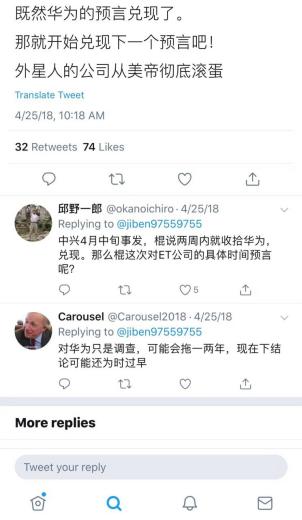 既然华为的预言兑现了。
那就开始兑现下一个预言吧！
外星人的公司从美帝彻底滚蛋
Translate Tweet
4/25/18, 10:18 AM
32 Retweets 74 Likes
邱野一郎 @okanoichiro · 4/25/18
Replying to @jiben97559755
中兴4月中旬事发，棍说两周内就收拾华为，
兑现。那么棍这次对ET公司的具体时间预言
呢？
5
Carousel @Carousel2018 · 4/25/18
Replying to @jiben97559755
对华为只是调查，可能会拖一两年，现在下结
论可能还为时过早
More replies
Tweet your reply